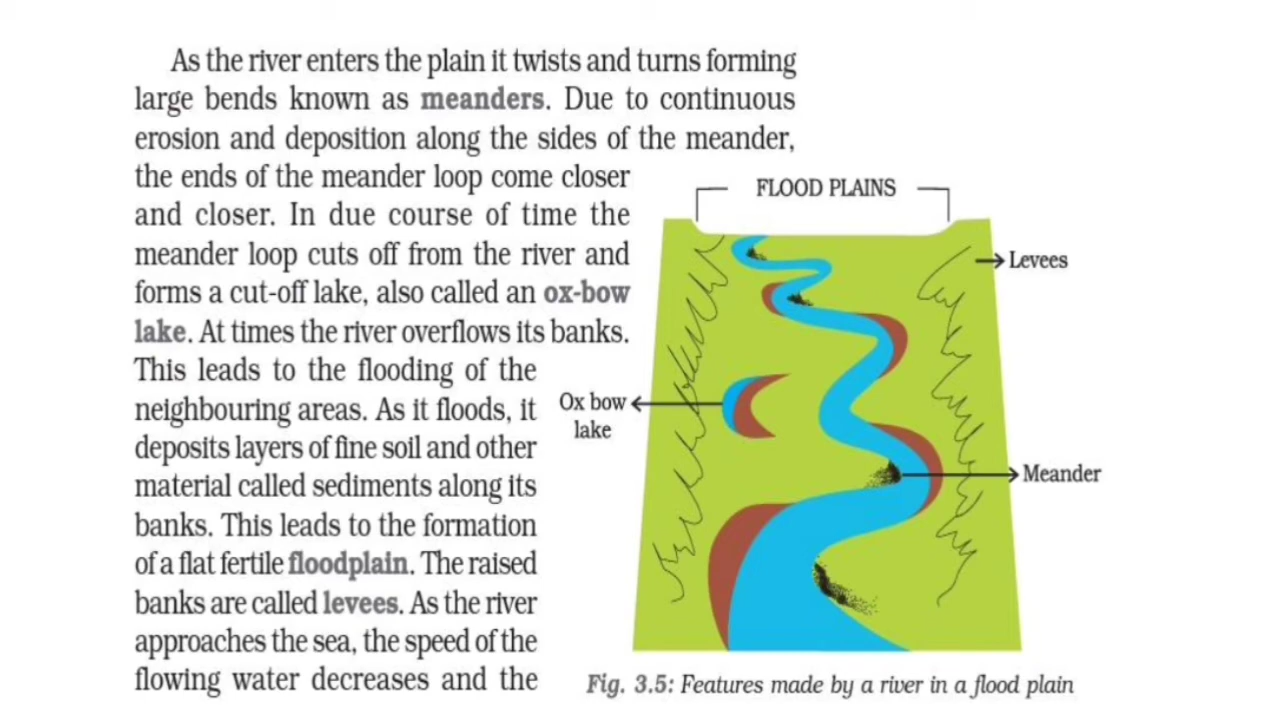 As the river enters the plain it twists and turns forming
large bends known as meanders. Due to continuous
erosion and deposition along the sides of the meander,
the ends of the meander loop come closer
and closer. In due course of time the
meander loop cuts off from the river and
forms a cut-off lake, also called an ox-bow
lake. At times the river overflows its banks.
This leads to the flooding of the
neighbouring areas. As it floods, it
deposits layers of fine soil and other
material called sediments along its
banks. This leads to the formation
of a flat fertile floodplain. The raised
banks are called levees. As the river
approaches the sea, the speed of the
flowing water decreases and the
FLOOD PLAINS
Levees
Ox bow
lake
Meander
Fig. 3.5: Features made by a river in a flood plain